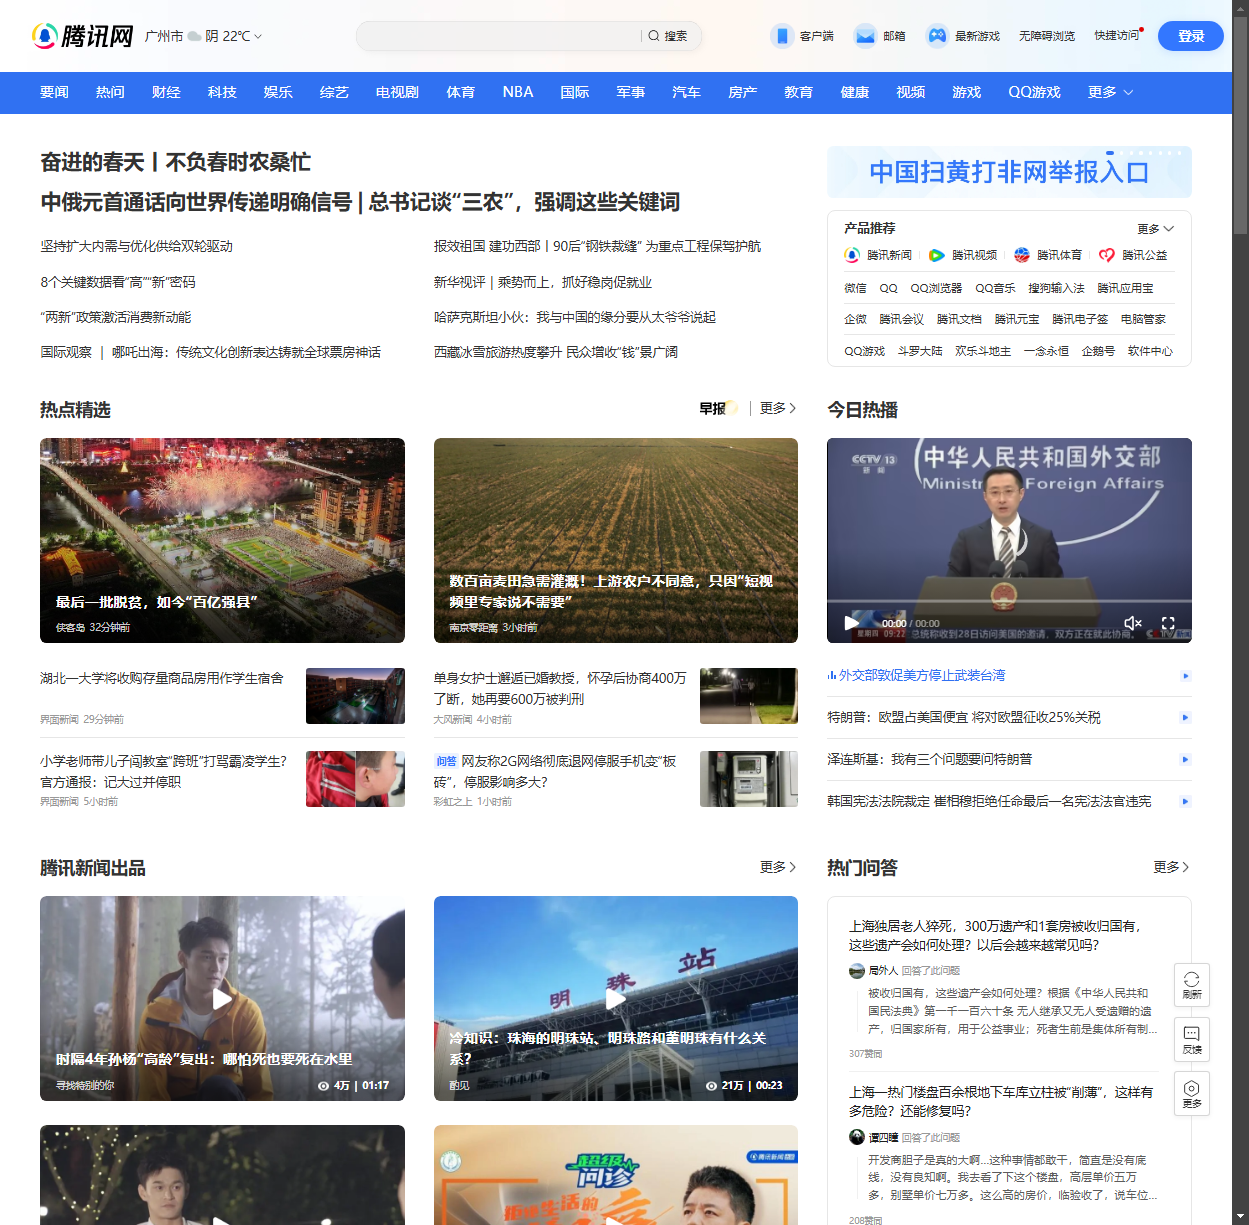 腾讯网
广州市 阴 22℃
搜索
客户端
邮箱
最新游戏
无障碍浏览
快捷访问
登录
要闻 热问 财经 科技 娱乐 综艺 电视剧 体育 NBA 国际 军事 汽车 房产 教育 健康 视频 游戏 QQ游戏 更多
奋进的春天丨不负春时农桑忙
中俄元首通话向世界传递明确信号 | 总书记谈“三农”，强调这些关键词
坚持扩大内需与优化供给双轮驱动
报效祖国 建功西部丨90后“钢铁裁缝” 为重点工程保驾护航
8个关键数据看“高”“新”密码
新华视评 | 乘势而上，抓好稳岗促就业
“两新”政策激活消费新动能
哈萨克斯坦小伙：我与中国的缘分要从太爷爷说起
国际观察 ｜ 哪吒出海：传统文化创新表达铸就全球票房神话
西藏冰雪旅游热度攀升 民众增收“钱”景广阔
中国扫黄打非网举报入口
产品推荐
更多
腾讯新闻 腾讯视频 腾讯体育 腾讯公益
微信 QQ QQ浏览器 QQ音乐 搜狗输入法 腾讯应用宝
企微 腾讯会议 腾讯文档 腾讯元宝 腾讯电子签 电脑管家
QQ游戏 斗罗大陆 欢乐斗地主 一念永恒 企鹅号 软件中心
热点精选
早报
更多
最后一批脱贫，如今“百亿强县”
侠客岛 32分钟前
数百亩麦田急需灌溉！上游农户不同意，只因“短视
频里专家说不需要”
南京零距离 3小时前
湖北一大学将收购存量商品房用作学生宿舍
界面新闻 29分钟前
单身女护士邂逅已婚教授，怀孕后协商400万
了断，她再要600万被判刑
大风新闻 4小时前
小学老师带儿子闯教室“跨班”打骂霸凌学生？
官方通报：记大过并停职
界面新闻 5小时前
问答 网友称2G网络彻底退网停服手机变“板
砖”，停服影响多大？
彩虹之上 1小时前
今日热播
CCTV 13
新闻
中华人民共和国外交部
Ministry Foreign Affairs
00:00 / 00:00
星期四 09:22 总统称收到28日访问美国的邀请，双方正在就此协商。 CCTV 新闻
外交部敦促美方停止武装台湾
特朗普：欧盟占美国便宜 将对欧盟征收25%关税
泽连斯基：我有三个问题要问特朗普
韩国宪法法院裁定 崔相穆拒绝任命最后一名宪法法官违宪
腾讯新闻出品
更多
时隔4年孙杨“高龄”复出：哪怕死也要死在水里
寻找特别的你
4万 | 01:17
明珠站
冷知识：珠海的明珠站、明珠路和董明珠有什么关
系？
酌见
21万 | 00:23
超级
问诊
腾讯新闻
拒绝生活的
热门问答
更多
上海独居老人猝死，300万遗产和1套房被收归国有，
这些遗产会如何处理？以后会越来越常见吗？
局外人 回答了此问题
被收归国有，这些遗产会如何处理？根据《中华人民共和
国民法典》第一千一百六十条 无人继承又无人受遗赠的遗
产，归国家所有，用于公益事业；死者生前是集体所有制...
307赞同
上海一热门楼盘百余根地下车库立柱被“削薄”，这样有
多危险？还能修复吗？
谭四瞳 回答了此问题
开发商胆子是真的大啊...这种事情都敢干，简直是没有底
线，没有良知啊。我去看了下这个楼盘，高层单价五万
多，别墅单价七万多。这么高的房价，临验收了，说车位...
208赞同
刷新
反馈
更多